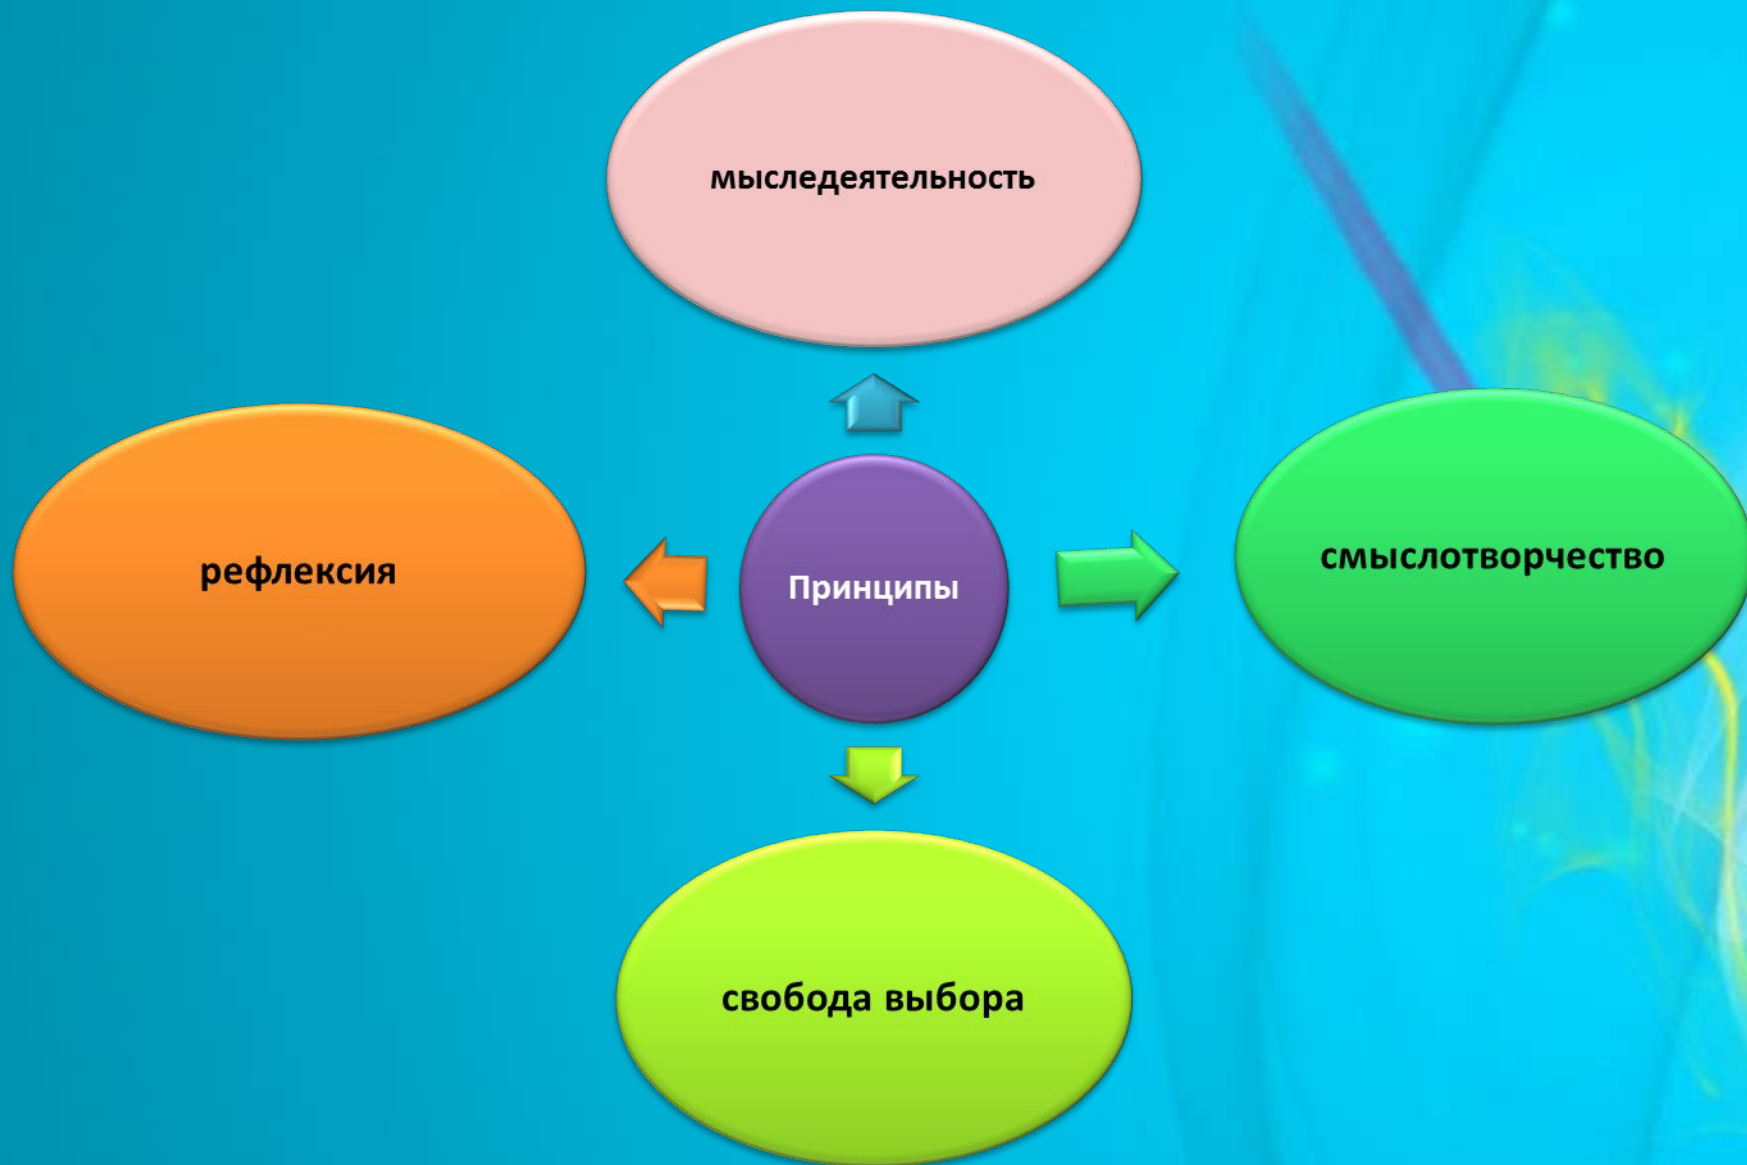 мыследеятельность
рефлексия
Принципы
смыслотворчество
свобода выбора